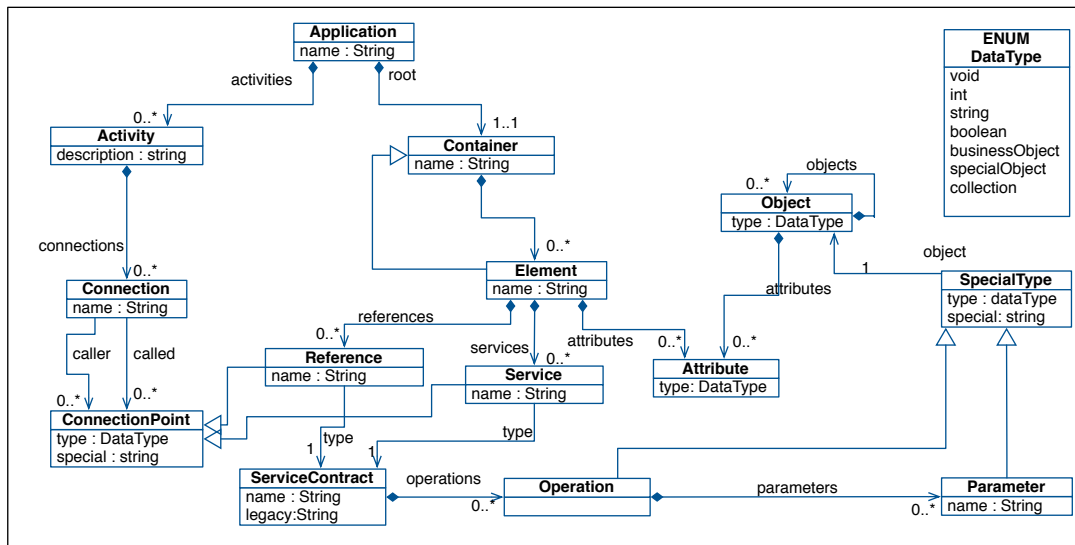 Application
name : String
activities
root
0..*
1..1
Activity
description : string
Container
name : String
ENUM
DataType
void
int
string
boolean
businessObject
specialObject
collection
objects
0..*
Object
type : DataType
connections
0..*
0..*
object
1
Connection
name : String
Element
name : String
attributes
SpecialType
type : dataType
special: string
references
0..*
services
0..*
attributes
0..*
0..*
caller
called
Reference
name : String
Service
name : String
Attribute
type: DataType
0..*
0..*
ConnectionPoint
type : DataType
special : string
type
1
type
1
ServiceContract
name : String
legacy:String
operations
0..*
Operation
parameters
0..*
Parameter
name : String